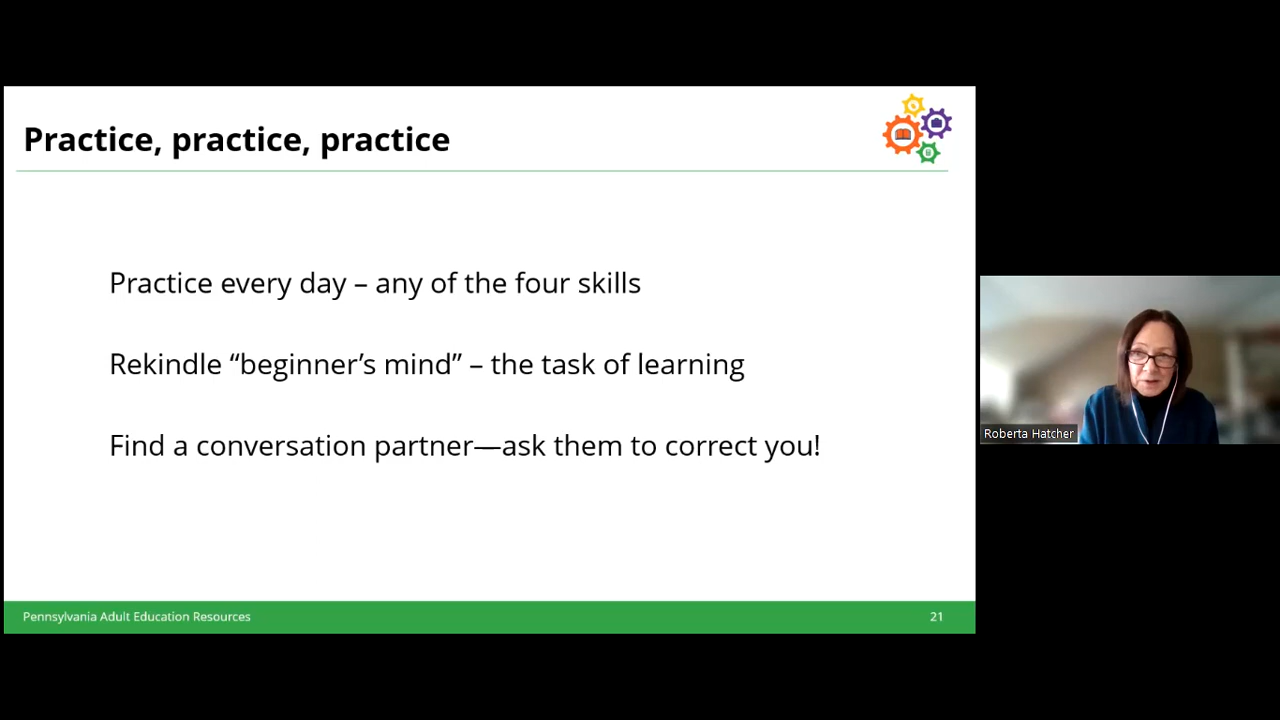 Practice, practice, practice
Practice every day – any of the four skills
Rekindle “beginner’s mind” – the task of learning
Find a conversation partner—ask them to correct you!
Roberta Hatcher
Pennsylvania Adult Education Resources
21